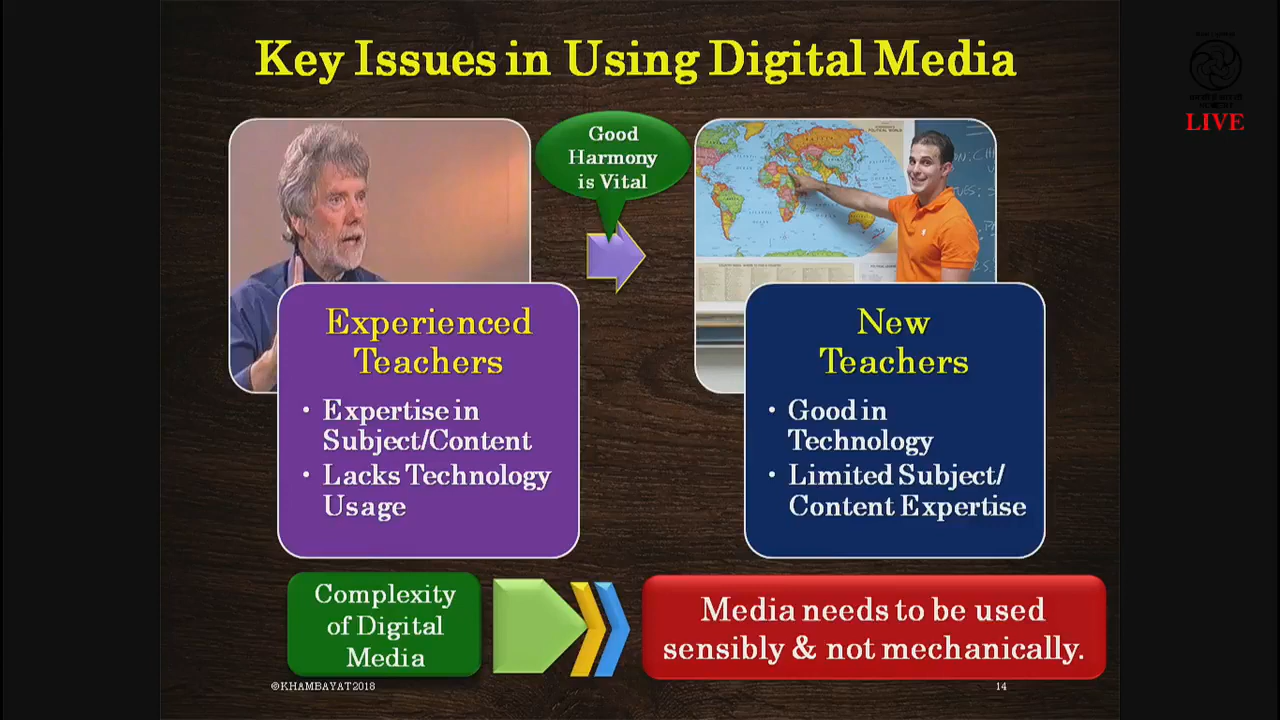 Key Issues in Using Digital Media
LIVE
Good
Harmony
is Vital
Experienced
Teachers
• Expertise in
Subject/Content
• Lacks Technology
Usage
New
Teachers
• Good in
Technology
• Limited Subject/
Content Expertise
Complexity
of Digital
Media
Media needs to be used
sensibly & not mechanically.
©KHAMBAYAT2018
14